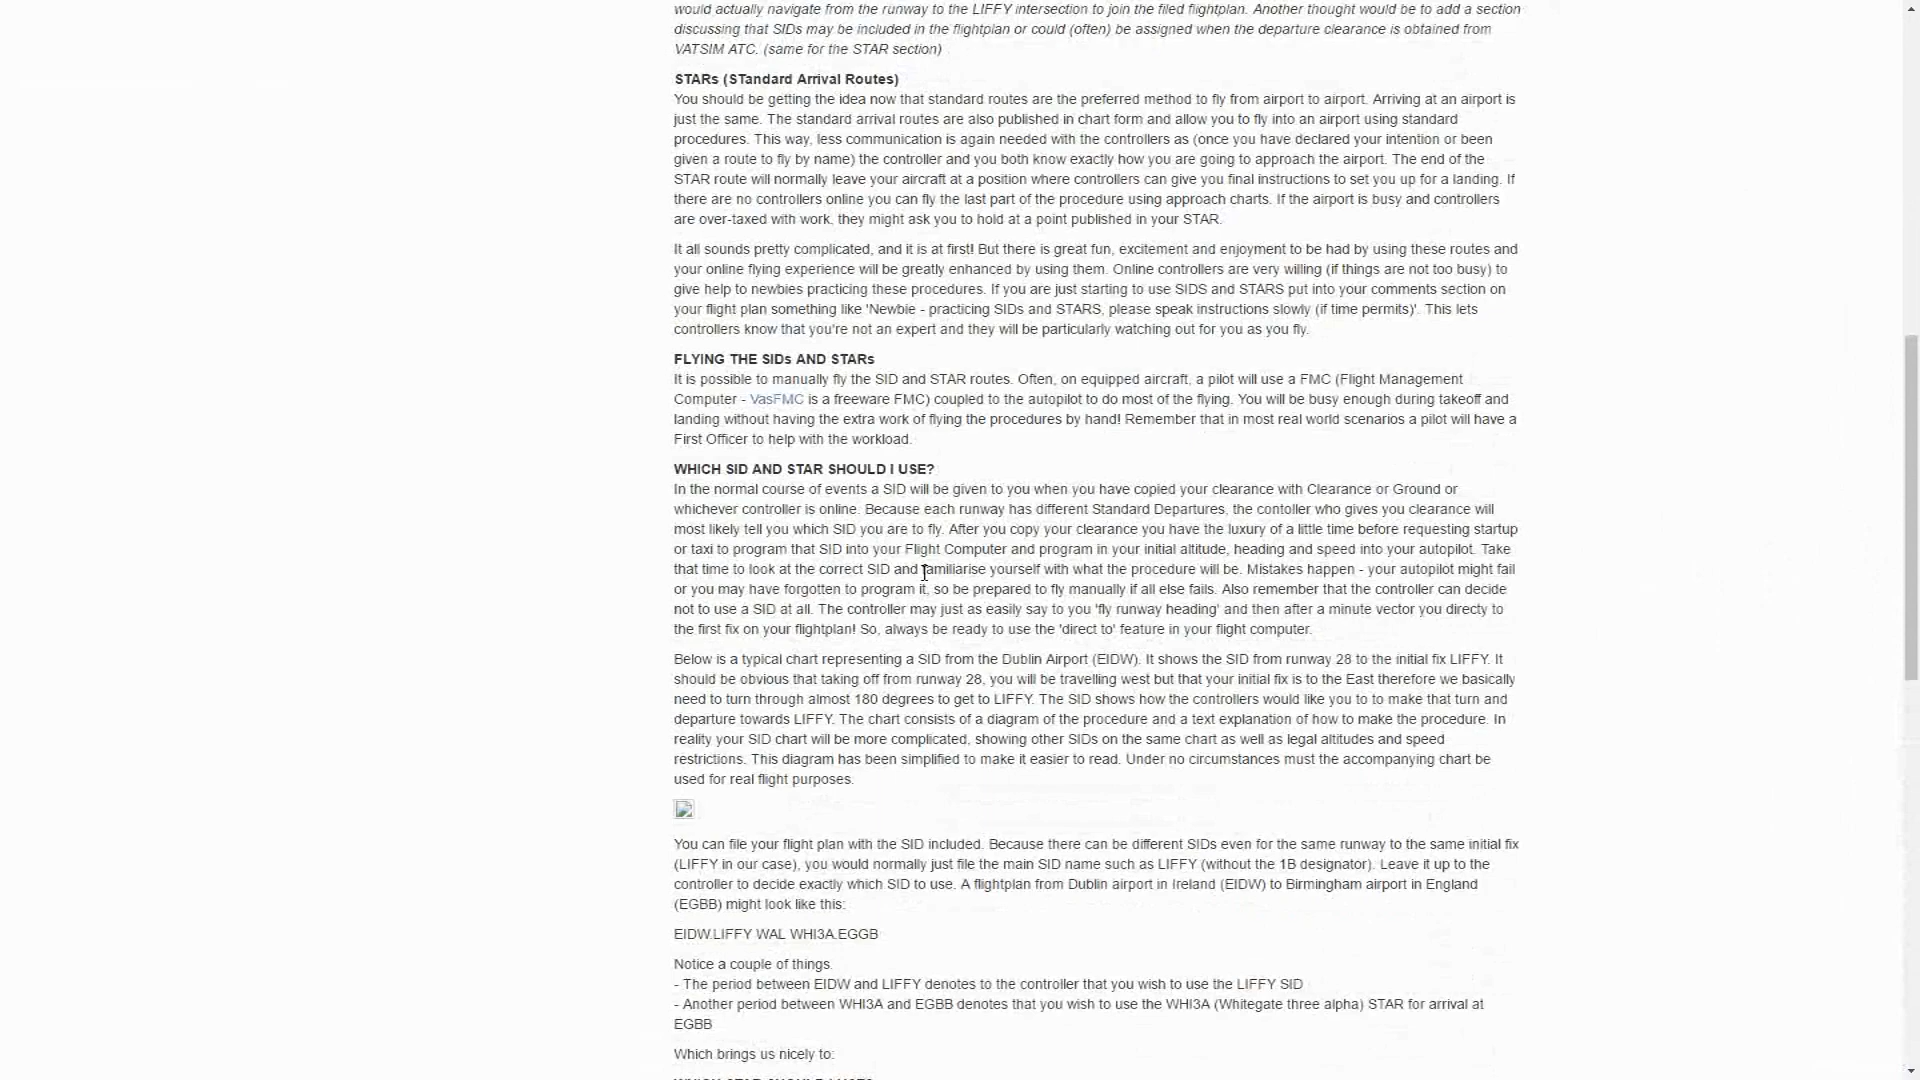 would actually navigate from the runway to the LIFFY intersection to join the filed flightplan. Another thought would be to add a section
discussing that SIDs may be included in the flightplan or could (often) be assigned when the departure clearance is obtained from
VATSIM ATC. (same for the STAR section)
STARs (STandard Arrival Routes)
You should be getting the idea now that standard routes are the preferred method to fly from airport to airport. Arriving at an airport is
just the same. The standard arrival routes are also published in chart form and allow you to fly into an airport using standard
procedures. This way, less communication is again needed with the controllers as (once you have declared your intention or been
given a route to fly by name) the controller and you both know exactly how you are going to approach the airport. The end of the
STAR route will normally leave your aircraft at a position where controllers can give you final instructions to set you up for a landing. If
there are no controllers online you can fly the last part of the procedure using approach charts. If the airport is busy and controllers
are over-taxed with work, they might ask you to hold at a point published in your STAR.
It all sounds pretty complicated, and it is at first! But there is great fun, excitement and enjoyment to be had by using these routes and
your online flying experience will be greatly enhanced by using them. Online controllers are very willing (if things are not too busy) to
give help to newbies practicing these procedures. If you are just starting to use SIDS and STARS put into your comments section on
your flight plan something like 'Newbie - practicing SIDs and STARS, please speak instructions slowly (if time permits)'. This lets
controllers know that you're not an expert and they will be particularly watching out for you as you fly.
FLYING THE SIDs AND STARs
It is possible to manually fly the SID and STAR routes. Often, on equipped aircraft, a pilot will use a FMC (Flight Management
Computer - VasFMC is a freeware FMC) coupled to the autopilot to do most of the flying. You will be busy enough during takeoff and
landing without having the extra work of flying the procedures by hand! Remember that in most real world scenarios a pilot will have a
First Officer to help with the workload.
WHICH SID AND STAR SHOULD I USE?
In the normal course of events a SID will be given to you when you have copied your clearance with Clearance or Ground or
whichever controller is online. Because each runway has different Standard Departures, the contoller who gives you clearance will
most likely tell you which SID you are to fly. After you copy your clearance you have the luxury of a little time before requesting startup
or taxi to program that SID into your Flight Computer and program in your initial altitude, heading and speed into your autopilot. Take
that time to look at the correct SID and familiarise yourself with what the procedure will be. Mistakes happen - your autopilot might fail
or you may have forgotten to program it, so be prepared to fly manually if all else fails. Also remember that the controller can decide
not to use a SID at all. The controller may just as easily say to you 'fly runway heading' and then after a minute vector you directy to
the first fix on your flightplan! So, always be ready to use the 'direct to' feature in your flight computer.
Below is a typical chart representing a SID from the Dublin Airport (EIDW). It shows the SID from runway 28 to the initial fix LIFFY. It
should be obvious that taking off from runway 28, you will be travelling west but that your initial fix is to the East therefore we basically
need to turn through almost 180 degrees to get to LIFFY. The SID shows how the controllers would like you to to make that turn and
departure towards LIFFY. The chart consists of a diagram of the procedure and a text explanation of how to make the procedure. In
reality your SID chart will be more complicated, showing other SIDs on the same chart as well as legal altitudes and speed
restrictions. This diagram has been simplified to make it easier to read. Under no circumstances must the accompanying chart be
used for real flight purposes.
You can file your flight plan with the SID included. Because there can be different SIDs even for the same runway to the same initial fix
(LIFFY in our case), you would normally just file the main SID name such as LIFFY (without the 1B designator). Leave it up to the
controller to decide exactly which SID to use. A flightplan from Dublin airport in Ireland (EIDW) to Birmingham airport in England
(EGBB) might look like this:
EIDW.LIFFY WAL WHI3A.EGGB
Notice a couple of things.
- The period between EIDW and LIFFY denotes to the controller that you wish to use the LIFFY SID
- Another period between WHI3A and EGBB denotes that you wish to use the WHI3A (Whitegate three alpha) STAR for arrival at
EGBB
Which brings us nicely to: